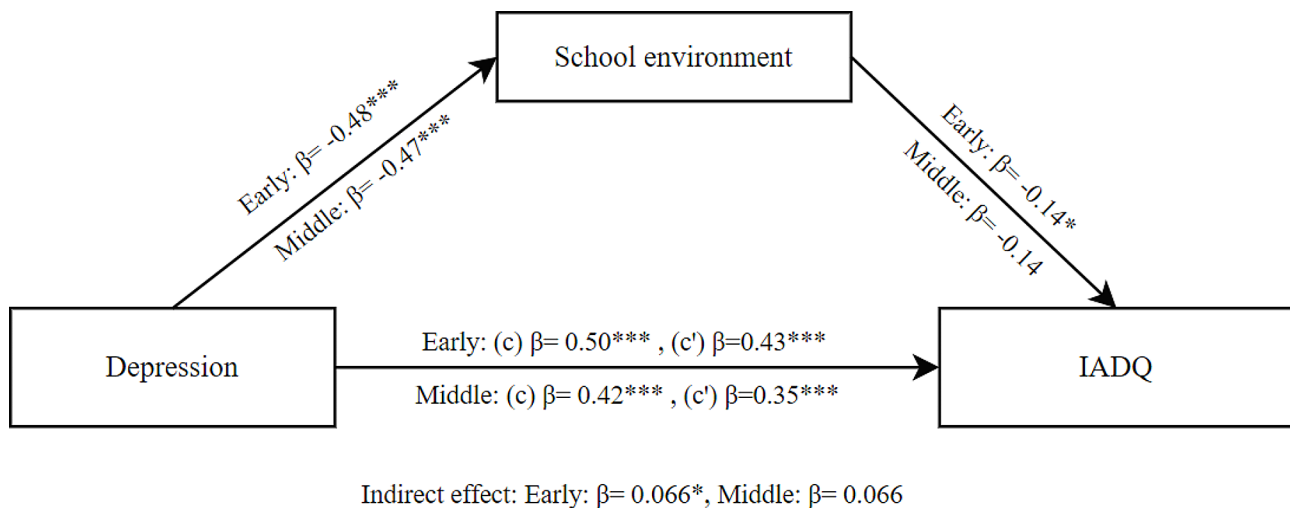 School environment
Early: β= -0.48***
Middle: β= -0.47***
Early: β= -0.14*
Middle: β= -0.14
Depression
Early: (c) β= 0.50*** , (c') β=0.43***
Middle: (c) β= 0.42*** , (c') β=0.35***
IADQ
Indirect effect: Early: β= 0.066*, Middle: β= 0.066